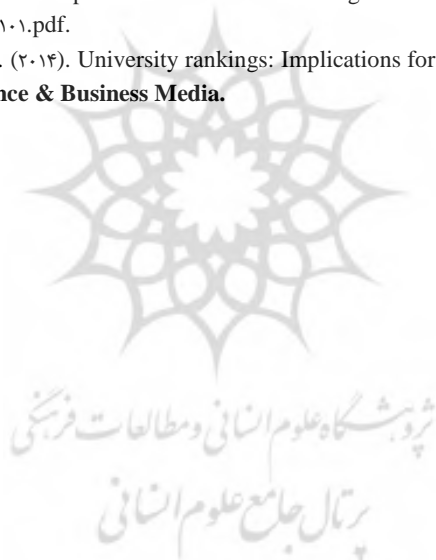 ۱۰۱.pdf.
. (۲۰۱۴). University rankings: Implications for
nce & Business Media.
پژوهشگاه علوم انسانی و مطالعات فرهنگی
پرتال جامع علوم انسانی